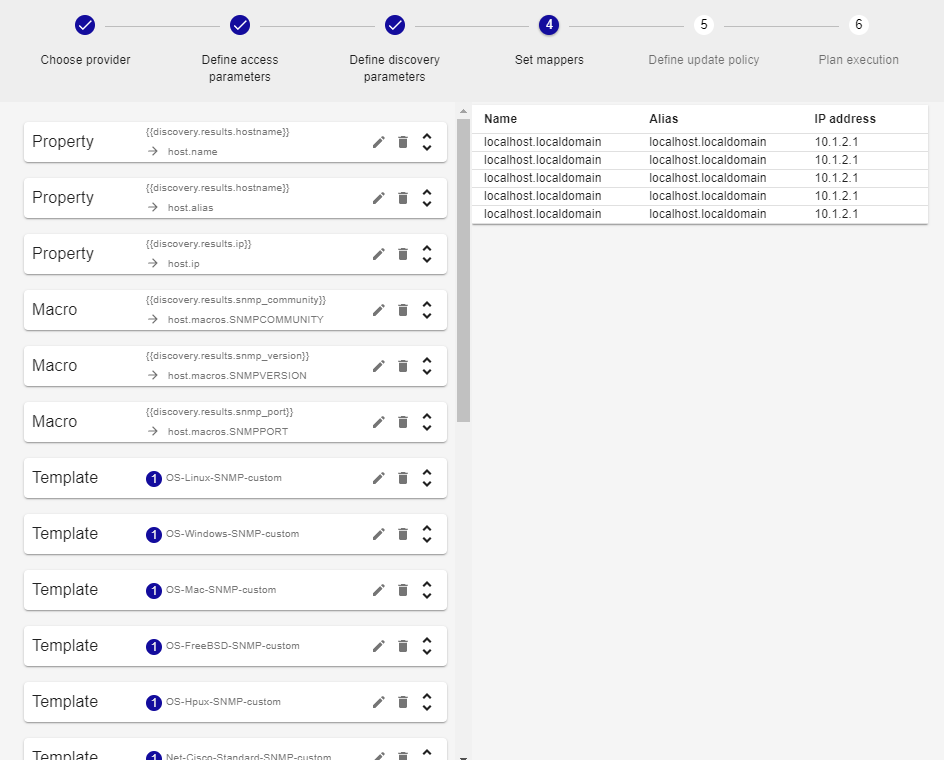 4
5
6
Choose provider
Define access
parameters
Define discovery
parameters
Set mappers
Define update policy
Plan execution
Property
{{discovery.results.hostname}}
host.name
Property
{{discovery.results.hostname}}
host.alias
Property
{{discovery.results.ip}}
host.ip
Macro
{{discovery.results.snmp_community}}
host.macros.SNMPCOMMUNITY
Macro
{{discovery.results.snmp_version}}
host.macros.SNMPVERSION
Macro
{{discovery.results.snmp_port}}
host.macros.SNMPPORT
Template 1 OS-Linux-SNMP-custom
Template 1 OS-Windows-SNMP-custom
Template 1 OS-Mac-SNMP-custom
Template 1 OS-FreeBSD-SNMP-custom
Template 1 OS-Hpux-SNMP-custom
Template 1 Net-Cisco-Standard-SNMP-custom
Name Alias IP address
localhost.localdomain localhost.localdomain 10.1.2.1
localhost.localdomain localhost.localdomain 10.1.2.1
localhost.localdomain localhost.localdomain 10.1.2.1
localhost.localdomain localhost.localdomain 10.1.2.1
localhost.localdomain localhost.localdomain 10.1.2.1